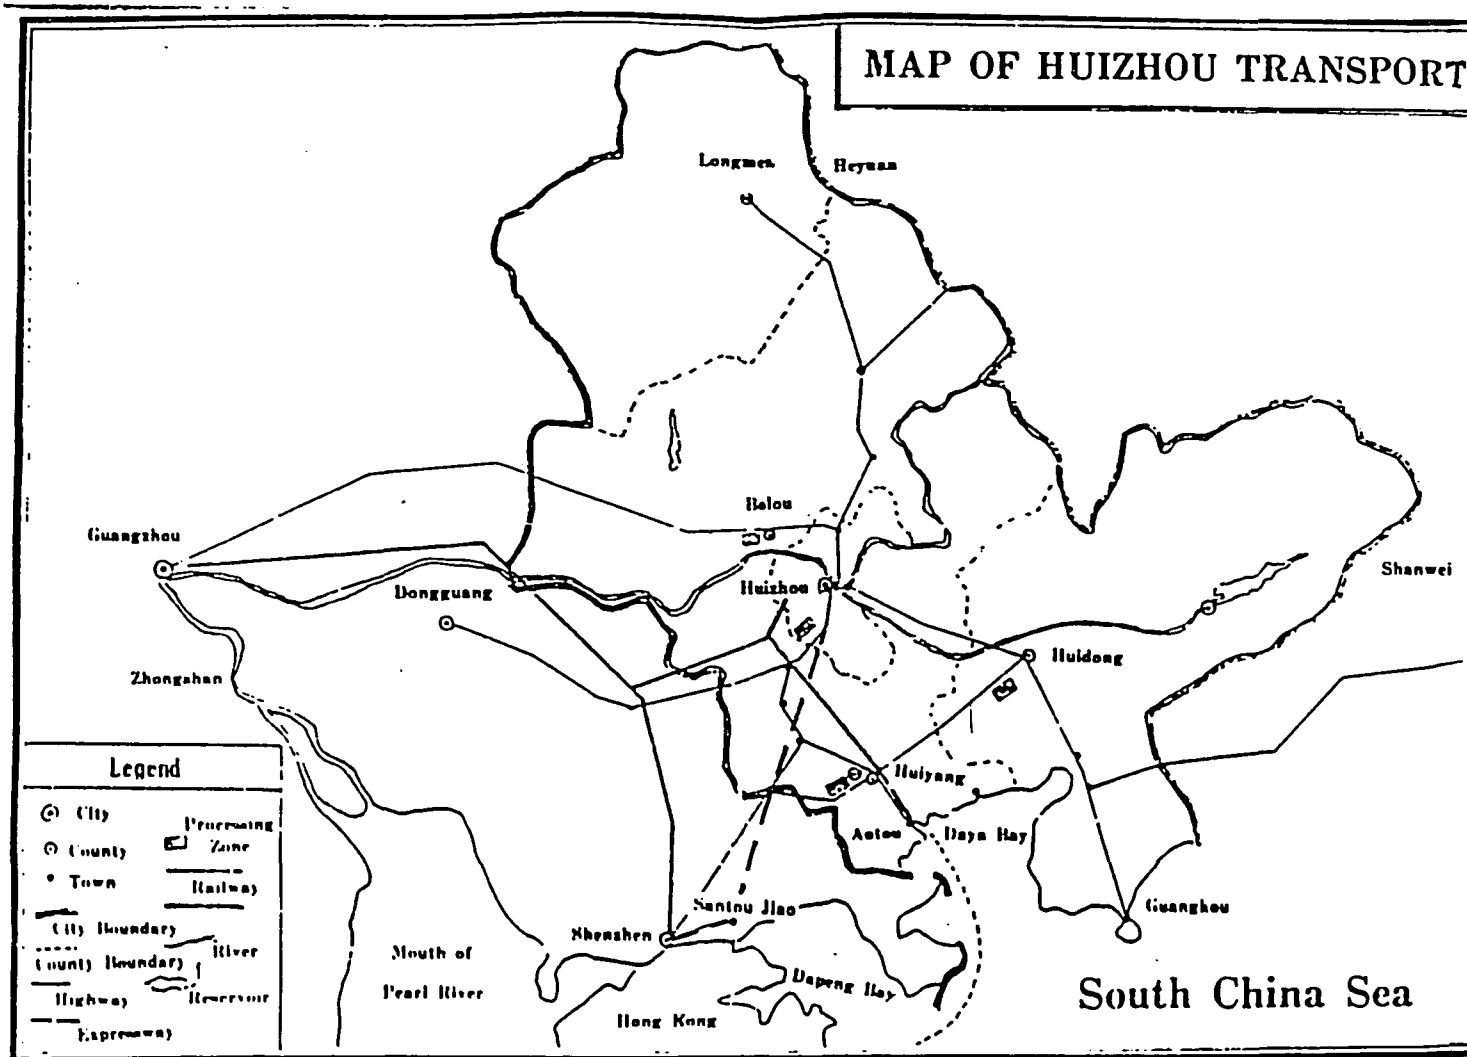 MAP OF HUIZHOU TRANSPORT
Longmen
Heyuan
Guangzhou
Bolou
Dongguang
Huizhou
Shanwei
Huidong
Zhongshan
Huiyang
Aotou
Daya Bay
Santou Jiao
Shenzhen
Guanghou
Mouth of
Pearl River
Dapeng Bay
Hong Kong
South China Sea
Legend
City
County
Town
City Boundary
County Boundary
Highway
Expressway
Processing
Zone
Railway
River
Reservoir